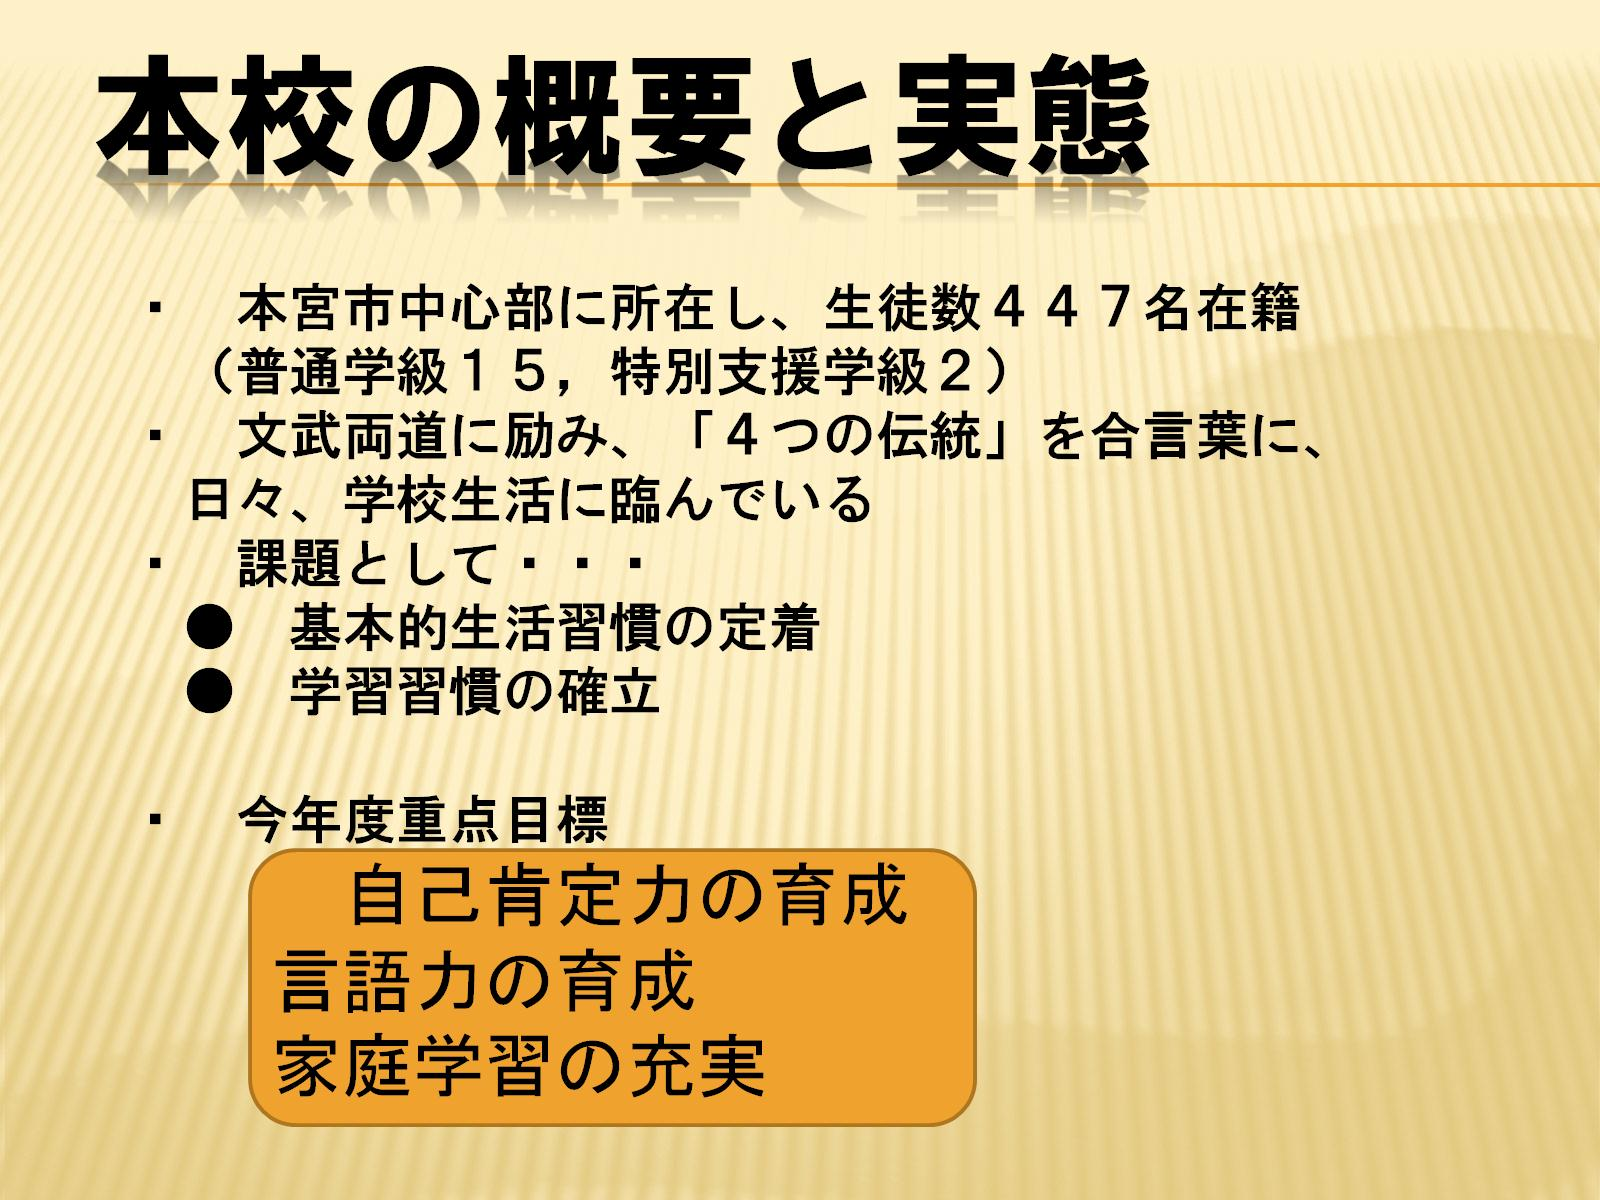 本校の概要と実態
・　本宮市中心部に所在し、生徒数４４７名在籍
（普通学級１５，特別支援学級２）
・　文武両道に励み、「４つの伝統」を合言葉に、
日々、学校生活に臨んでいる
・　課題として・・・
●　基本的生活習慣の定着
●　学習習慣の確立
・　今年度重点目標
自己肯定力の育成
言語力の育成
家庭学習の充実